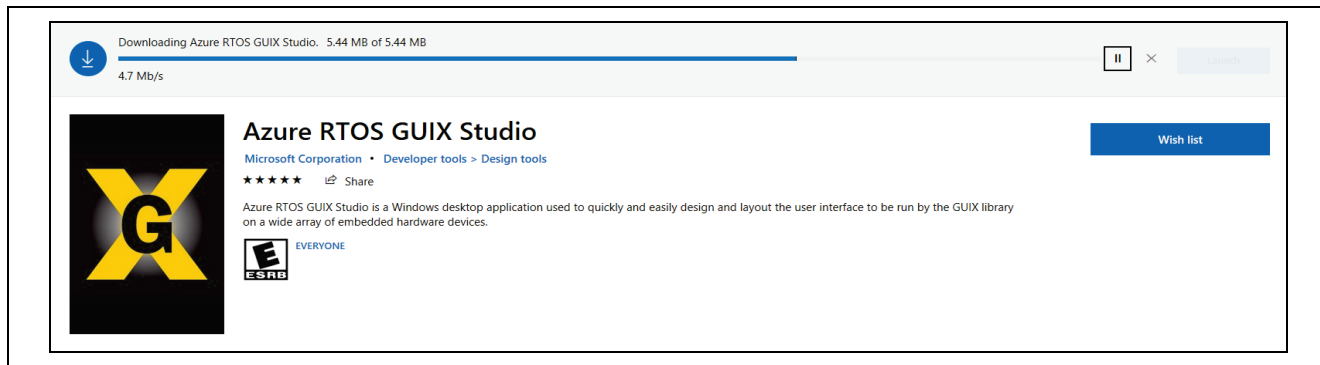 Downloading Azure RTOS GUIX Studio. 5.44 MB of 5.44 MB
4.7 Mb/s
Launch
Azure RTOS GUIX Studio
Microsoft Corporation • Developer tools > Design tools
Wish list
★★★★★ Share
Azure RTOS GUIX Studio is a Windows desktop application used to quickly and easily design and layout the user interface to be run by the GUIX library
on a wide array of embedded hardware devices.
XG
E
EVERYONE
ESRB